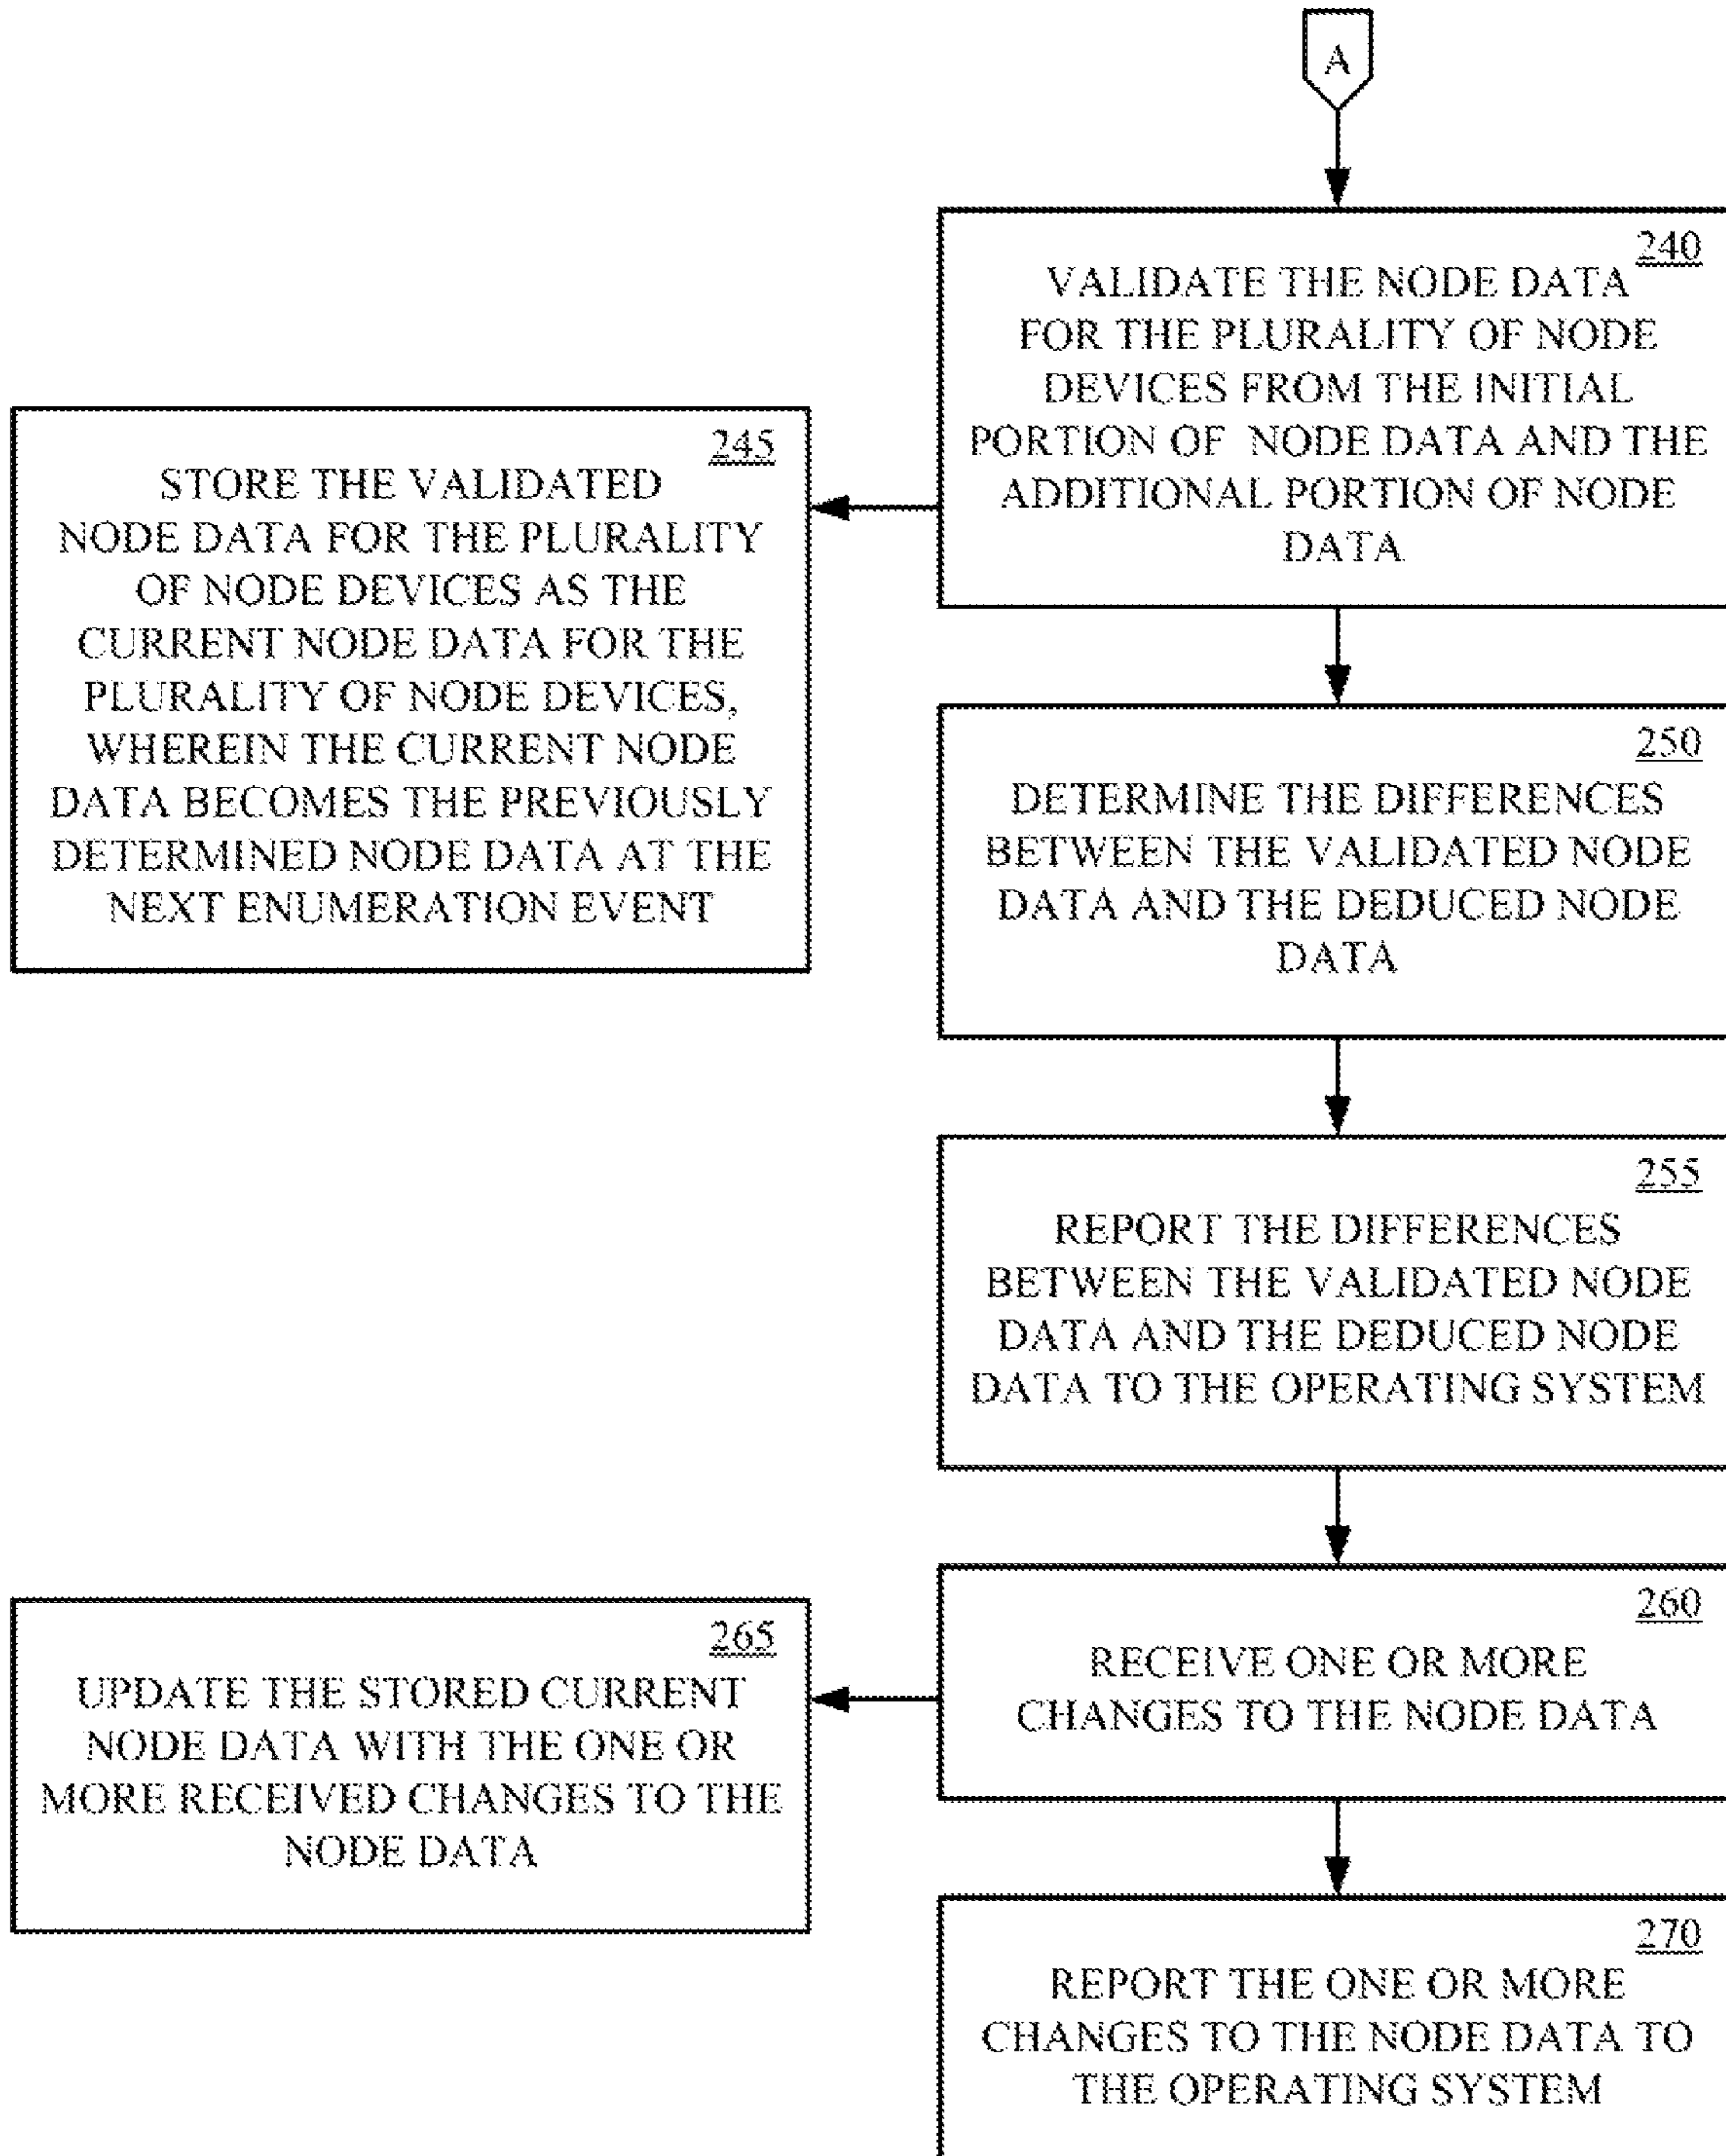 A
240
VALIDATE THE NODE DATA
FOR THE PLURALITY OF NODE
DEVICES FROM THE INITIAL
PORTION OF NODE DATA AND THE
ADDITIONAL PORTION OF NODE
DATA
245
STORE THE VALIDATED
NODE DATA FOR THE PLURALITY
OF NODE DEVICES AS THE
CURRENT NODE DATA FOR THE
PLURALITY OF NODE DEVICES,
WHEREIN THE CURRENT NODE
DATA BECOMES THE PREVIOUSLY
DETERMINED NODE DATA AT THE
NEXT ENUMERATION EVENT
250
DETERMINE THE DIFFERENCES
BETWEEN THE VALIDATED NODE
DATA AND THE DEDUCED NODE
DATA
255
REPORT THE DIFFERENCES
BETWEEN THE VALIDATED NODE
DATA AND THE DEDUCED NODE
DATA TO THE OPERATING SYSTEM
260
RECEIVE ONE OR MORE
CHANGES TO THE NODE DATA
265
UPDATE THE STORED CURRENT
NODE DATA WITH THE ONE OR
MORE RECEIVED CHANGES TO THE
NODE DATA
270
REPORT THE ONE OR MORE
CHANGES TO THE NODE DATA TO
THE OPERATING SYSTEM